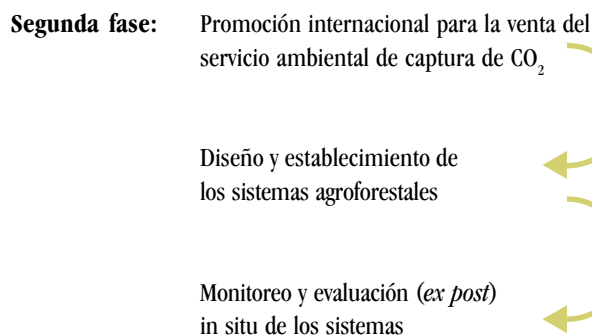 Segunda fase: Promoción internacional para la venta del
servicio ambiental de captura de CO₂
Diseño y establecimiento de
los sistemas agroforestales
Monitoreo y evaluación (ex post)
in situ de los sistemas